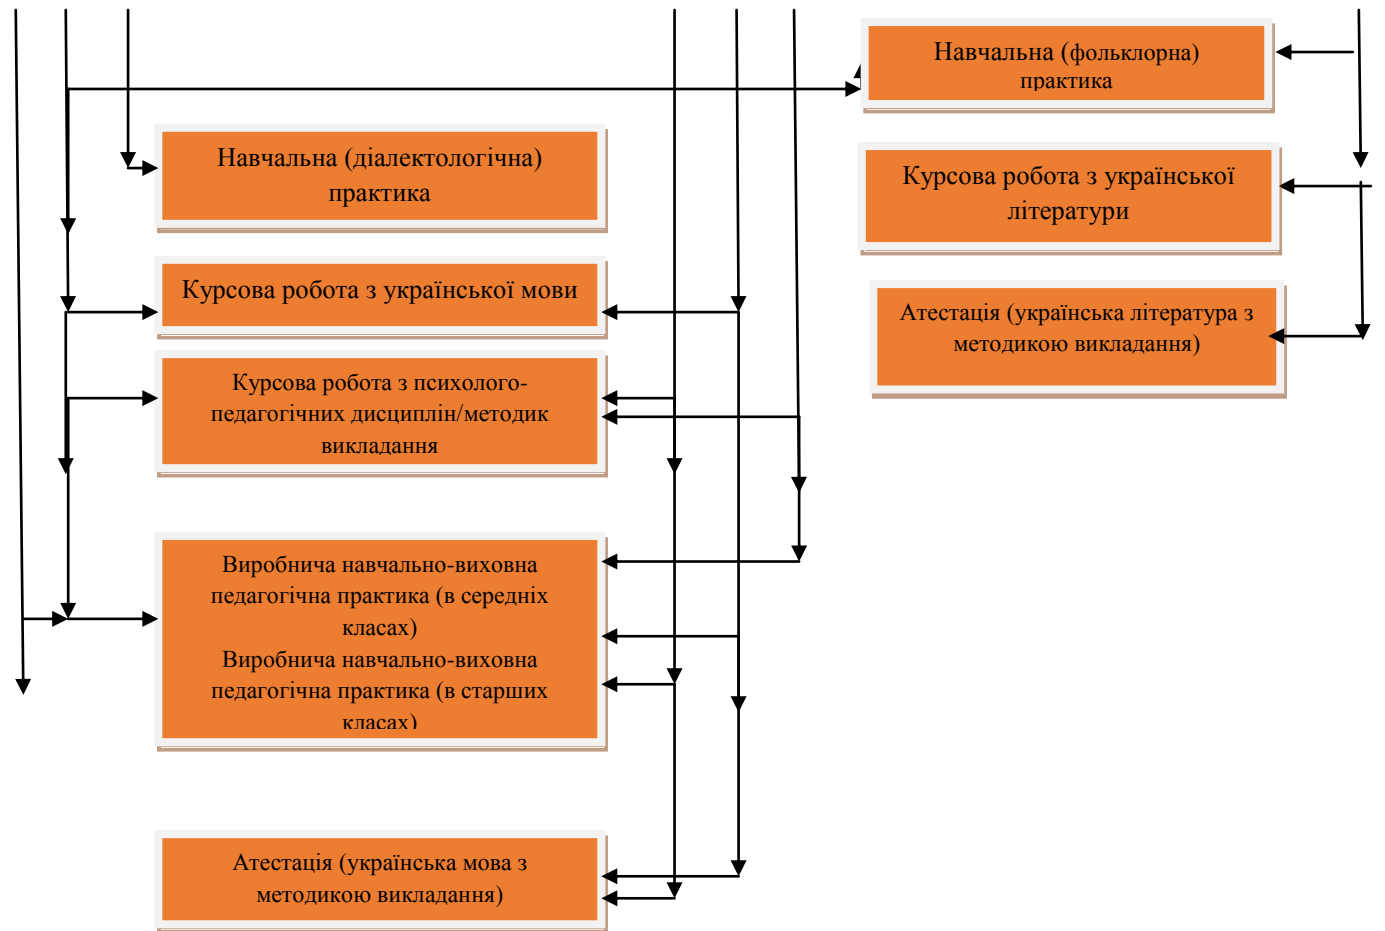 Навчальна (фольклорна)
практика
Навчальна (діалектологічна)
практика
Курсова робота з української
літератури
Курсова робота з української мови
Атестація (українська література з
методикою викладання)
Курсова робота з психолого-
педагогічних дисциплін/методик
викладання
Виробнича навчально-виховна
педагогічна практика (в середніх
класах)
Виробнича навчально-виховна
педагогічна практика (в старших
класах)
Атестація (українська мова з
методикою викладання)